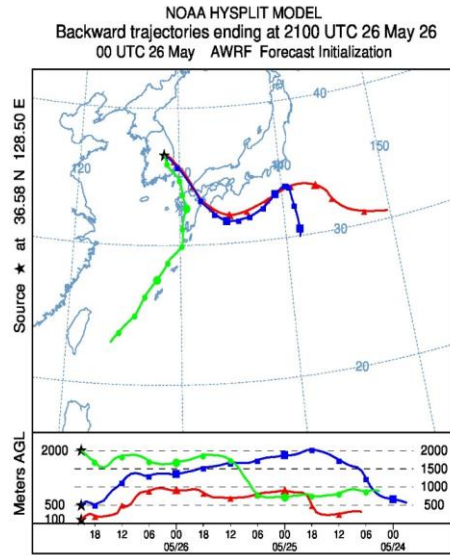 NOAA HYSPLIT MODEL
Backward trajectories ending at 2100 UTC 26 May 26
00 UTC 26 May AWRF Forecast Initialization
Source ★ at 36.58 N 128.50 E
40
150
120
140
30
20
Meters AGL
2000
1500
1000
500
2000
500
100
18 12 06 00 18 12 06 00 18 12 06 00
05/26 05/25 05/24